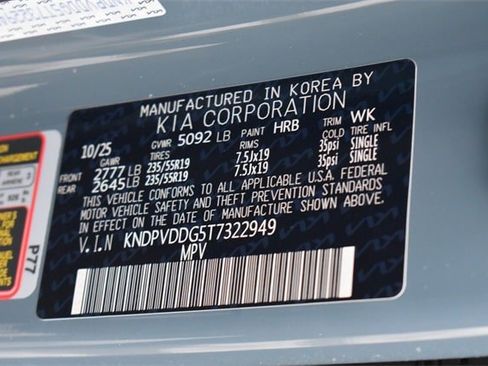 MANUFACTURED IN KOREA BY
KIA CORPORATION
10/25 GVWR 5092 LB PAINT HRB TRIM WK
GAWR TIRES RIMS COLD TIRE INFL
FRONT 2777 LB 235/55R19 7.5Jx19 35psi SINGLE
REAR 2645 LB 235/55R19 7.5Jx19 35psi SINGLE
THIS VEHICLE CONFORMS TO ALL APPLICABLE U.S.A. FEDERAL
MOTOR VEHICLE SAFETY AND THEFT PREVENTION STANDARDS
IN EFFECT ON THE DATE OF MANUFACTURE SHOWN ABOVE.
V.I.N KNDPVDDG5T7322949
MPV
P77